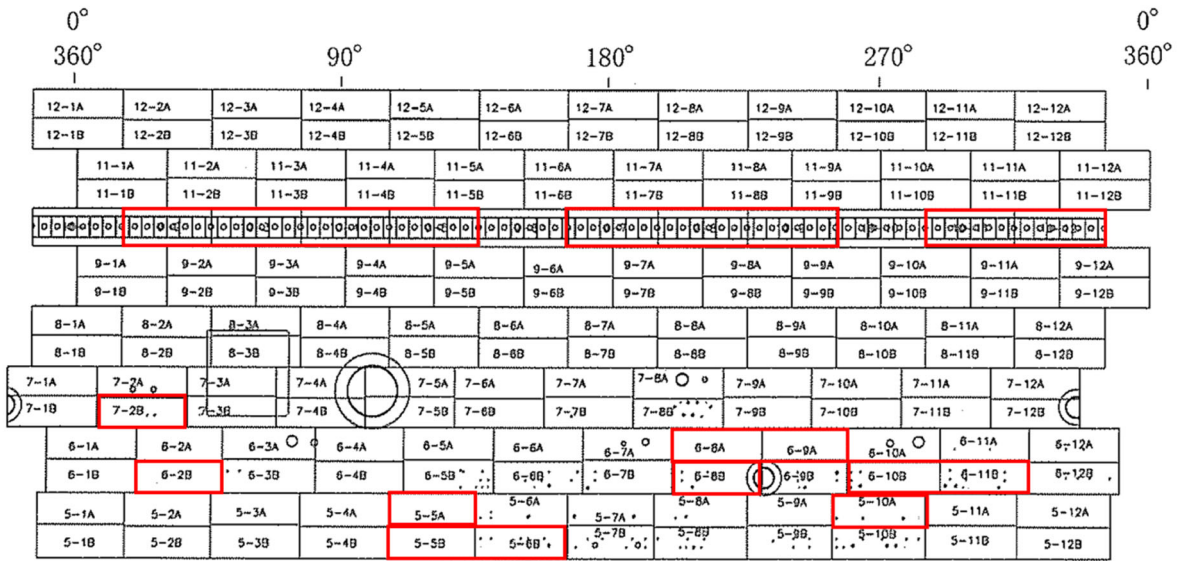 0° 0°
360° 90° 180° 270° 360°
12-1A 12-2A 12-3A 12-4A 12-5A 12-6A 12-7A 12-8A 12-9A 12-10A 12-11A 12-12A
12-1B 12-2B 12-3B 12-4B 12-5B 12-6B 12-7B 12-8B 12-9B 12-10B 12-11B 12-12B
11-1A 11-2A 11-3A 11-4A 11-5A 11-6A 11-7A 11-8A 11-9A 11-10A 11-11A 11-12A
11-1B 11-2B 11-3B 11-4B 11-5B 11-6B 11-7B 11-8B 11-9B 11-10B 11-11B 11-12B
9-1A 9-2A 9-3A 9-4A 9-5A 9-6A 9-7A 9-8A 9-9A 9-10A 9-11A 9-12A
9-1B 9-2B 9-3B 9-4B 9-5B 9-6B 9-7B 9-8B 9-9B 9-10B 9-11B 9-12B
8-1A 8-2A 8-3A 8-4A 8-5A 8-6A 8-7A 8-8A 8-9A 8-10A 8-11A 8-12A
8-1B 8-2B 8-3B 8-4B 8-5B 8-6B 8-7B 8-8B 8-9B 8-10B 8-11B 8-12B
7-1A 7-2A 7-3A 7-4A 7-5A 7-6A 7-7A 7-8A 7-9A 7-10A 7-11A 7-12A
7-1B 7-2B 7-3B 7-4B 7-5B 7-6B 7-7B 7-8B 7-9B 7-10B 7-11B 7-12B
6-1A 6-2A 6-3A 6-4A 6-5A 6-6A 6-7A 6-8A 6-9A 6-10A 6-11A 6-12A
6-1B 6-2B 6-3B 6-4B 6-5B 6-6B 6-7B 6-8B 6-9B 6-10B 6-11B 6-12B
5-1A 5-2A 5-3A 5-4A 5-5A 5-6A 5-7A 5-8A 5-9A 5-10A 5-11A 5-12A
5-1B 5-2B 5-3B 5-4B 5-5B 5-6B 5-7B 5-8B 5-9B 5-10B 5-11B 5-12B